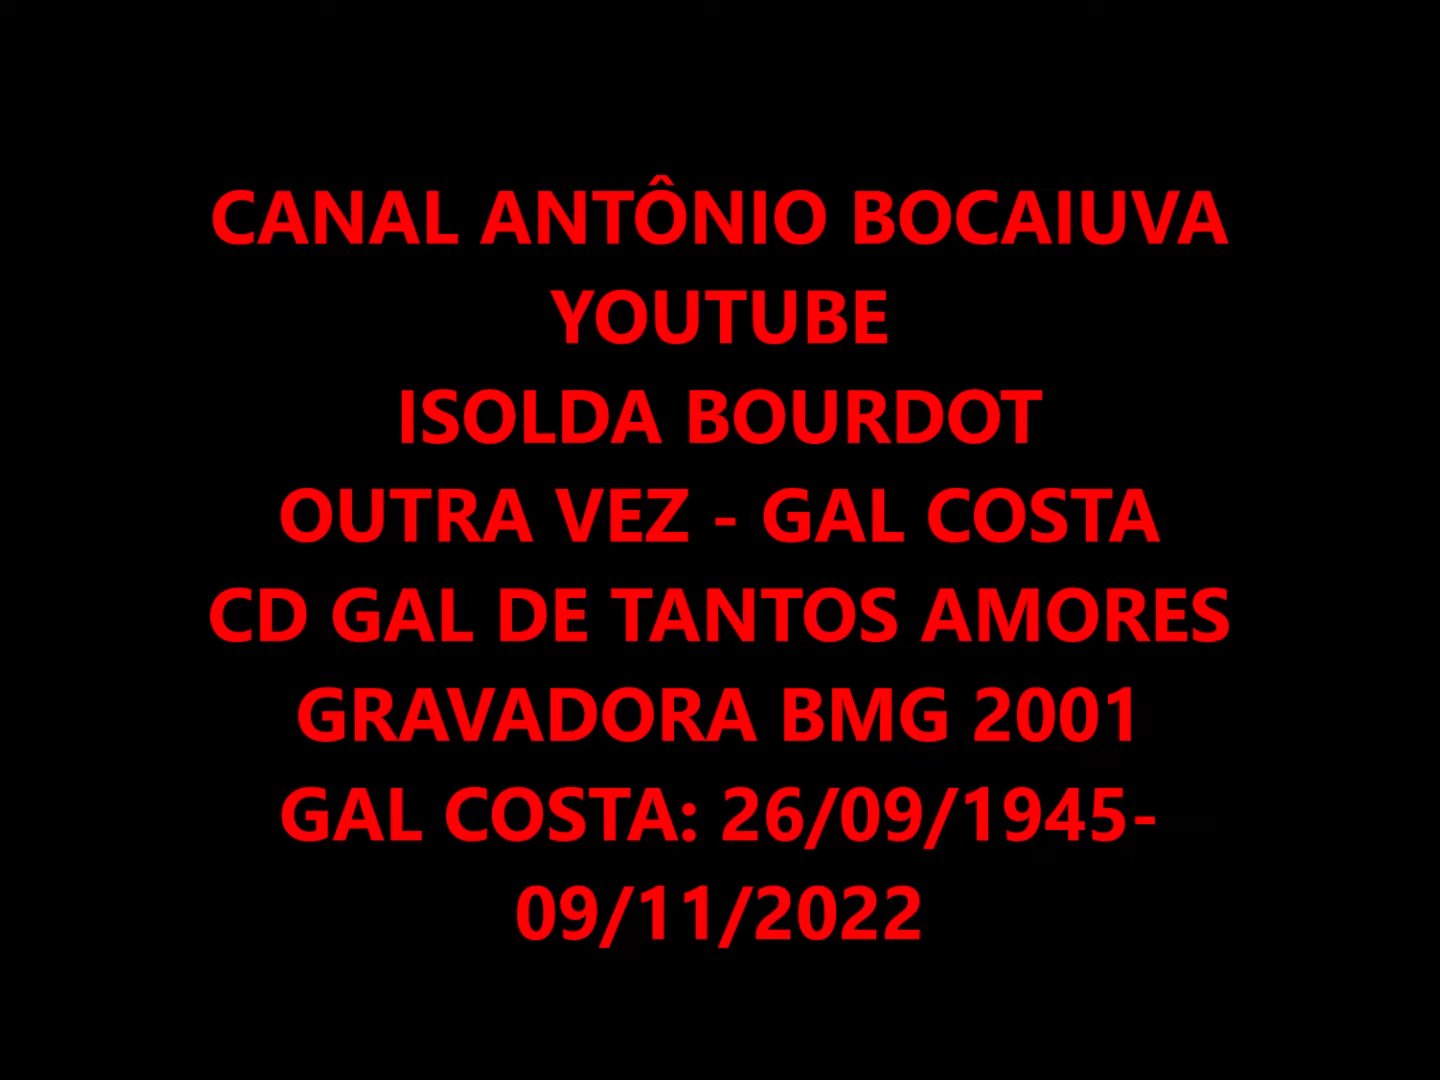 CANAL ANTÔNIO BOCAIUVA
YOUTUBE
ISOLDA BOURDOT
OUTRA VEZ - GAL COSTA
CD GAL DE TANTOS AMORES
GRAVADORA BMG 2001
GAL COSTA: 26/09/1945-
09/11/2022